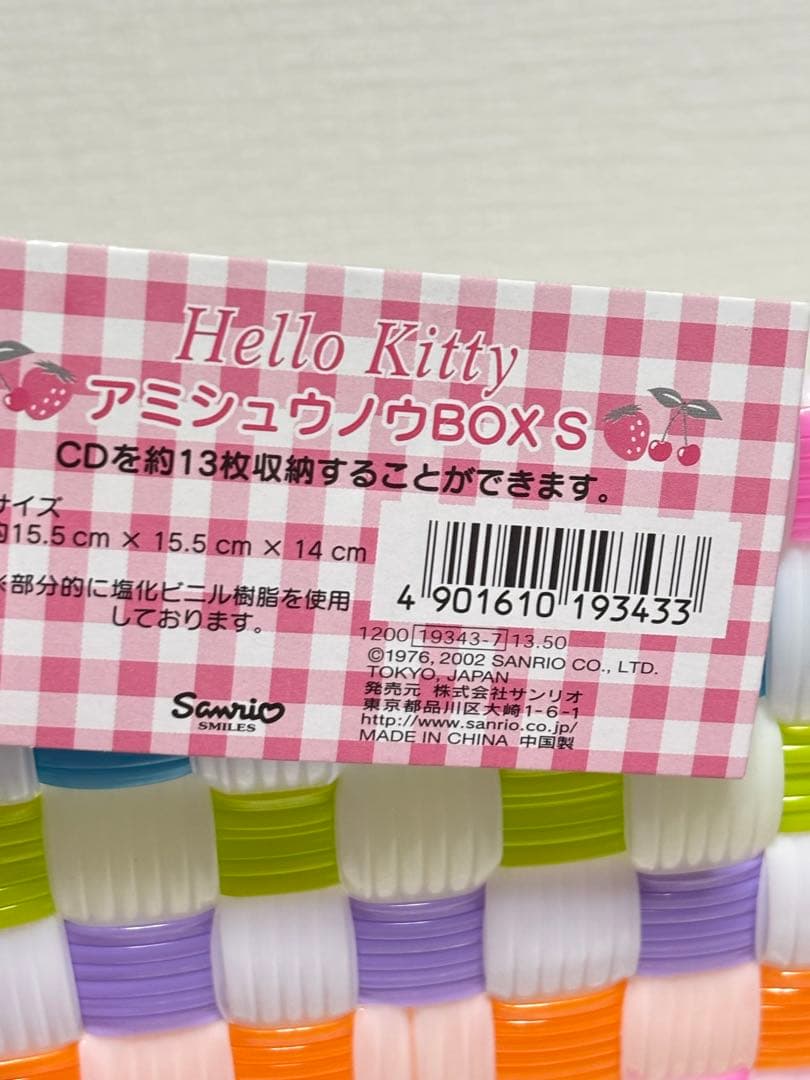 Hello Kitty
アミシュウノウBOX S
CDを約13枚収納することができます。
サイズ
約15.5 cm × 15.5 cm × 14 cm
※部分的に塩化ビニル樹脂を使用
しております。
4 901610 193433
1200 19343-7 13.50
©1976, 2002 SANRIO CO., LTD.
TOKYO, JAPAN
発売元 株式会社サンリオ
東京都品川区大崎1-6-1
http://www.sanrio.co.jp/
MADE IN CHINA 中国製
Sanrio
SMILES